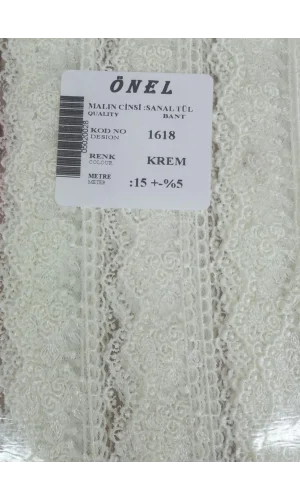 ÖNEL
MALIN CİNSİ :SANAL TÜL
QUALITY BANT
KOD NO 1618
DESIGN
RENK KREM
COLOUR
METRE :15 +-%5
METER